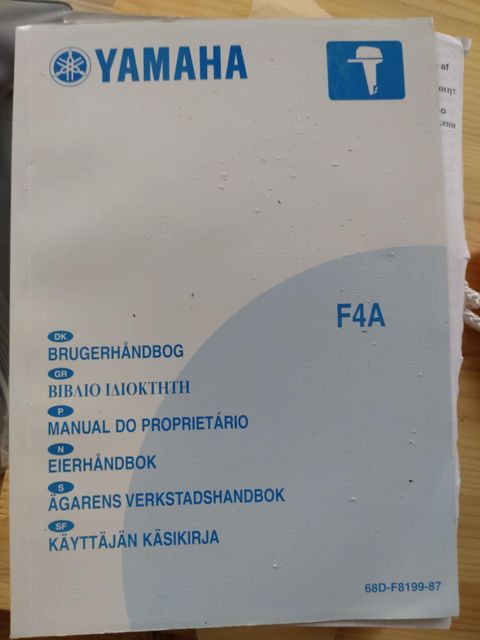 YAMAHA
F4A
DK
BRUGERHÅNDBOG
GR
ΒΙΒΛΙΟ ΙΔΙΟΚΤΗΤΗ
P
MANUAL DO PROPRIETÁRIO
N
EIERHÅNDBOK
S
ÄGARENS VERKSTADSHANDBOK
SF
KÄYTTÄJÄN KÄSIKIRJA
68D-F8199-87
af